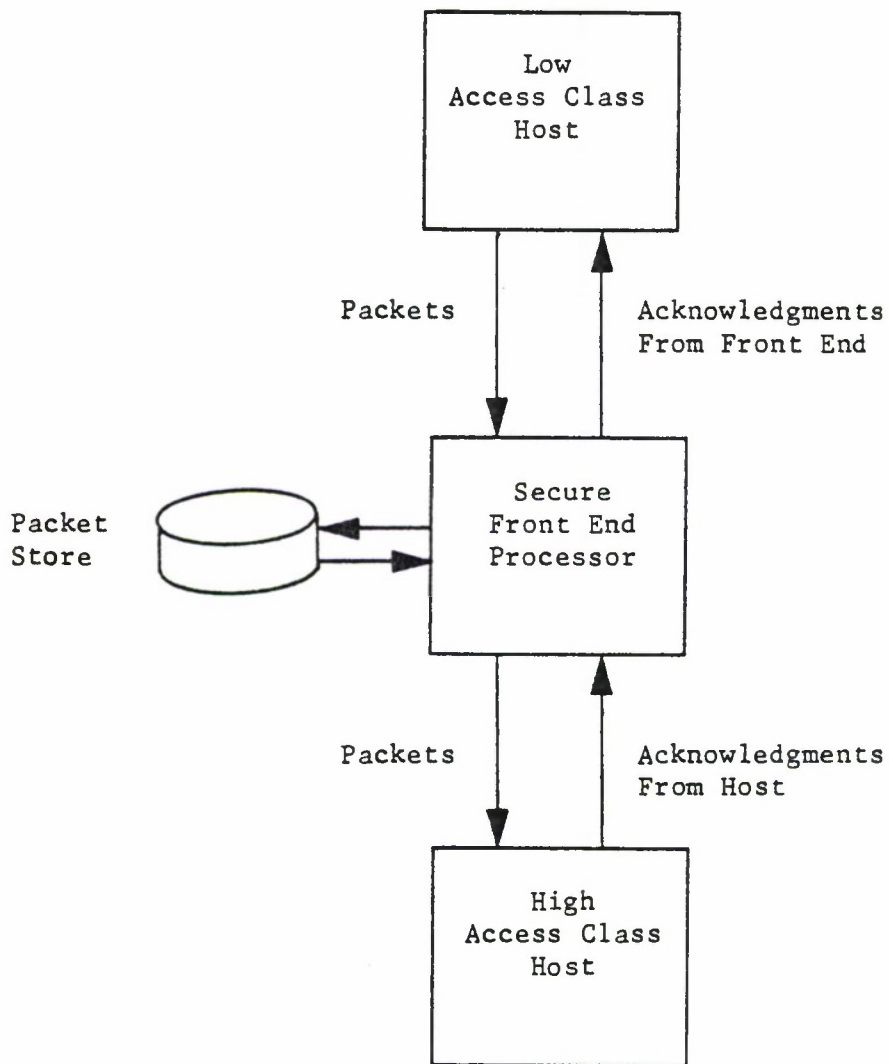 Low
Access Class
Host
Packets
Acknowledgments
From Front End
Packet
Store
Secure
Front End
Processor
Packets
Acknowledgments
From Host
High
Access Class
Host